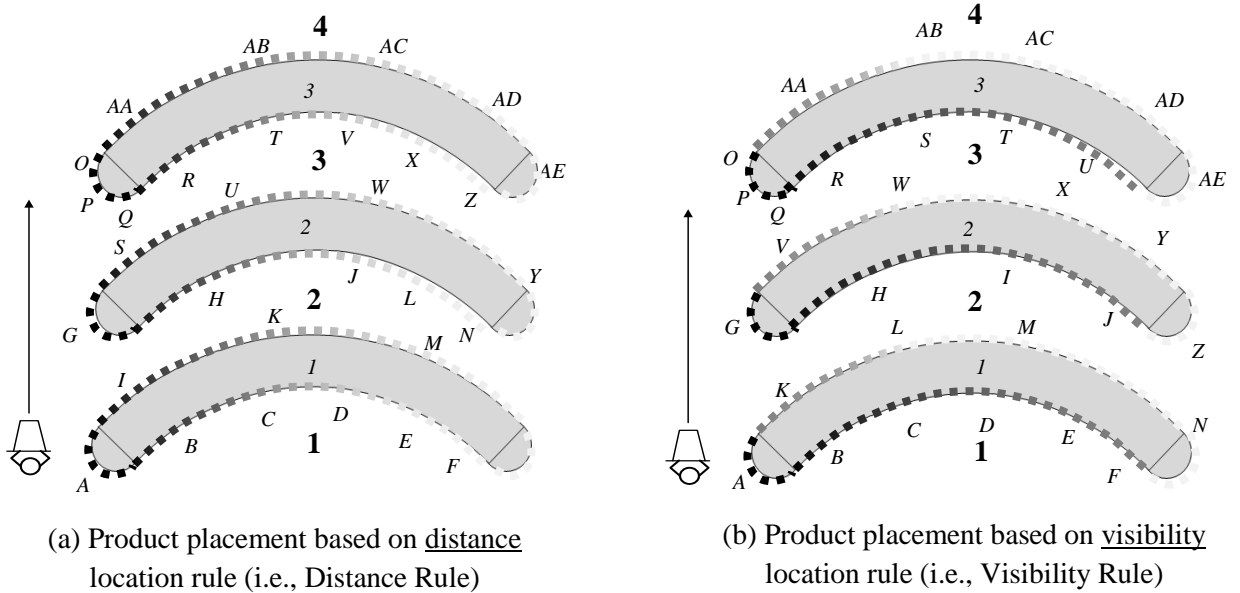 4
AB
AC
3
AA
AD
T
V
O
3
X
R
AE
P
U
W
Z
Q
S
2
Y
H
J
G
2
L
N
K
M
I
1
C
D
B
1
E
F
A
(a) Product placement based on distance
location rule (i.e., Distance Rule)
4
AB
AC
3
AA
AD
S
T
O
3
U
R
AE
P
W
X
Q
V
2
Y
H
I
G
2
J
L
M
Z
K
1
N
C
D
E
B
1
F
A
(b) Product placement based on visibility
location rule (i.e., Visibility Rule)